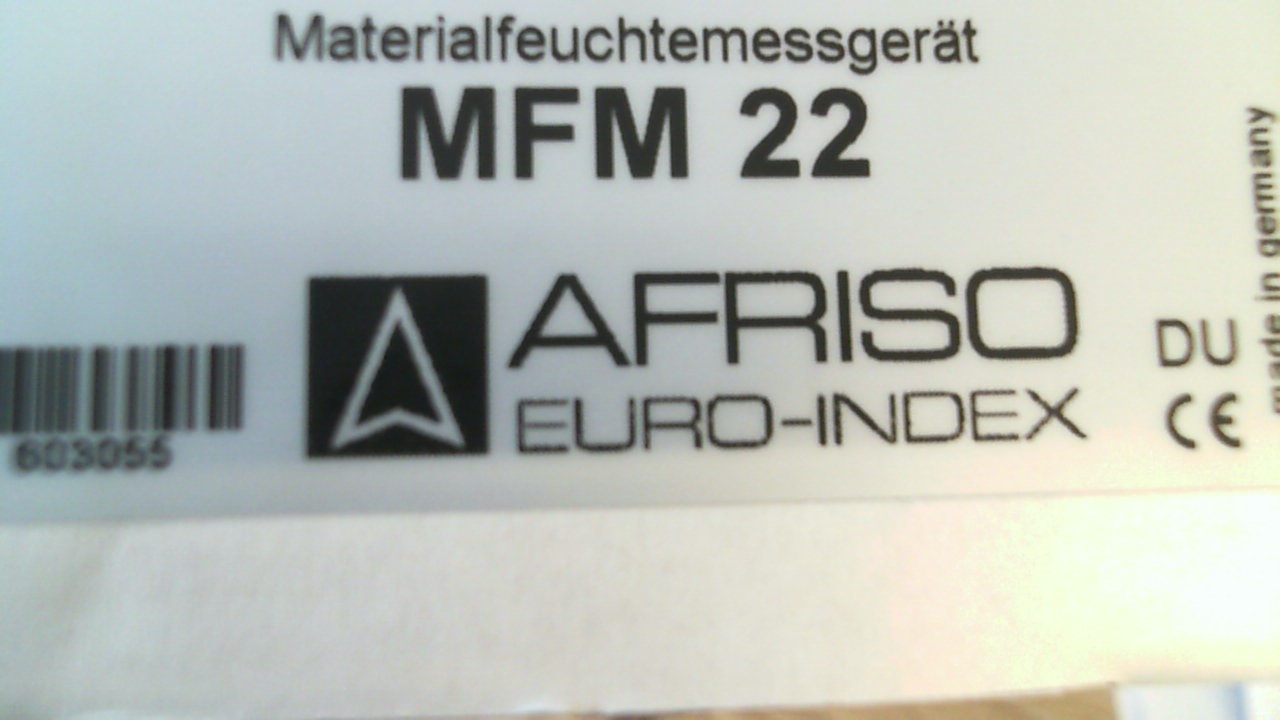 Materialfeuchtemessgerät
MFM 22
AFRISO
EURO-INDEX
603055
DU
CE
made in germany